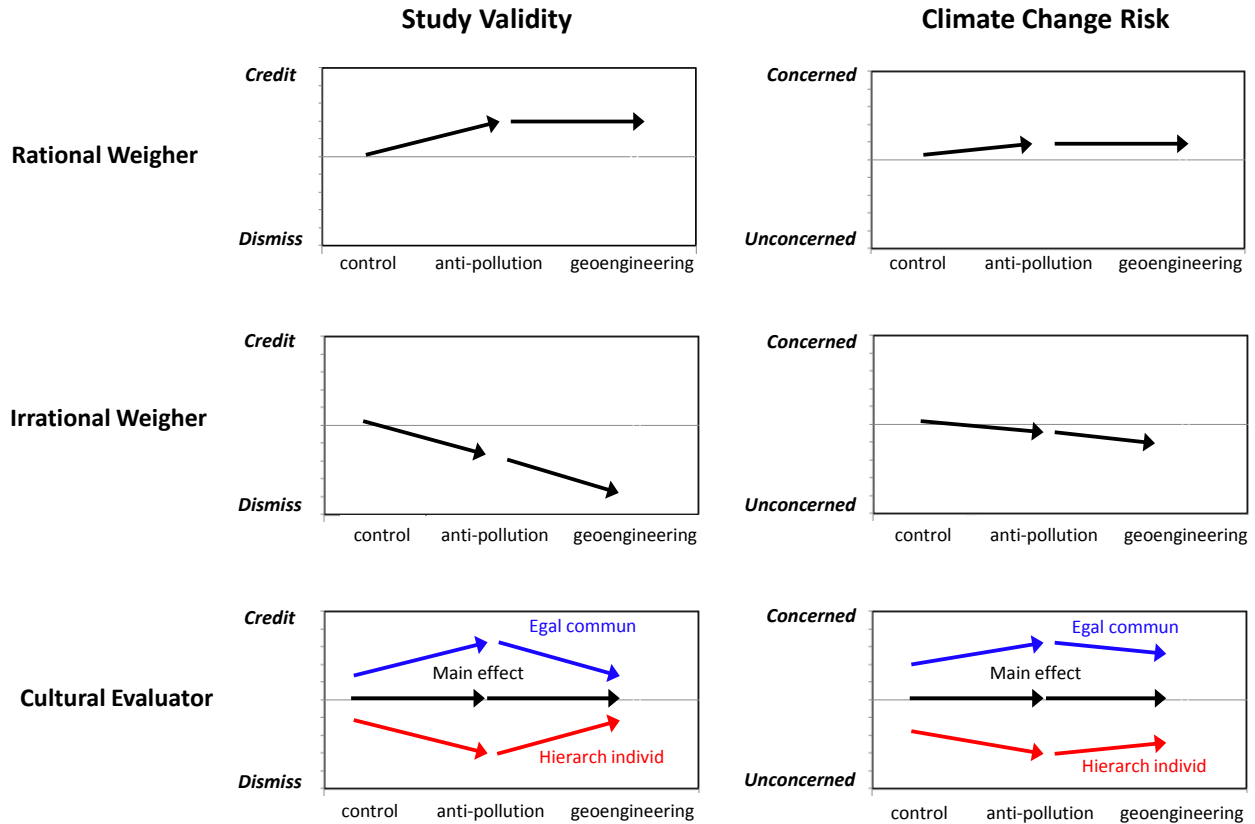 Study Validity
Climate Change Risk
Rational Weigher
Credit
Dismiss
control anti-pollution geoengineering
Concerned
Unconcerned
control anti-pollution geoengineering
Irrational Weigher
Credit
Dismiss
control anti-pollution geoengineering
Concerned
Unconcerned
control anti-pollution geoengineering
Cultural Evaluator
Credit
Egal commun
Main effect
Hierarch individ
Dismiss
control anti-pollution geoengineering
Concerned
Egal commun
Main effect
Hierarch individ
Unconcerned
control anti-pollution geoengineering